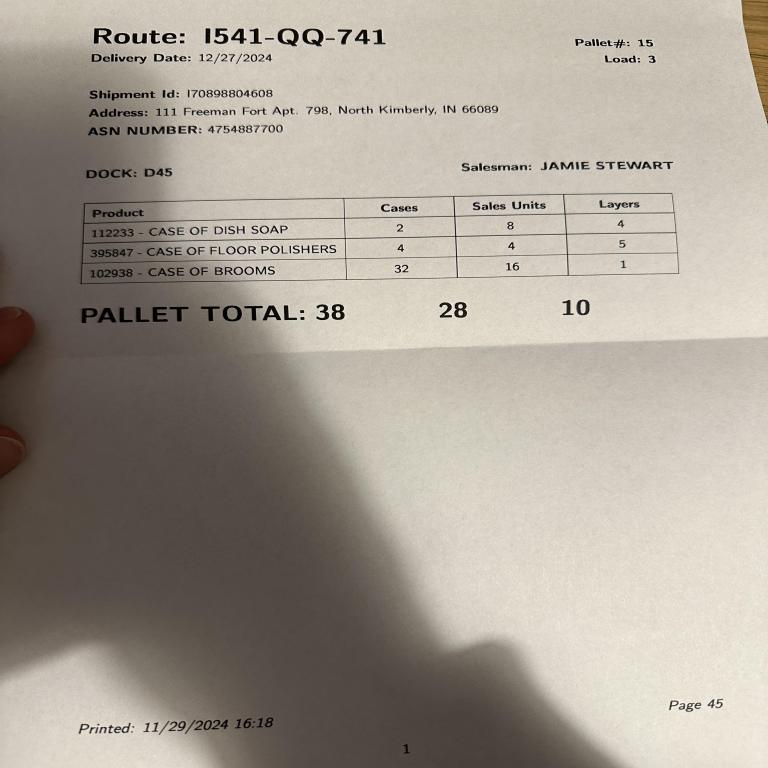 Route: I541-QQ-741
Pallet#: 15
Delivery Date: 12/27/2024
Load: 3
Shipment Id: I70898804608
Address: 111 Freeman Fort Apt. 798, North Kimberly, IN 66089
ASN NUMBER: 4754887700
DOCK: D45
Salesman: JAMIE STEWART
Product Cases Sales Units Layers
112233 - CASE OF DISH SOAP 2 8 4
395847 - CASE OF FLOOR POLISHERS 4 4 5
102938 - CASE OF BROOMS 32 16 1
PALLET TOTAL: 38 28 10
Printed: 11/29/2024 16:18
Page 45
1